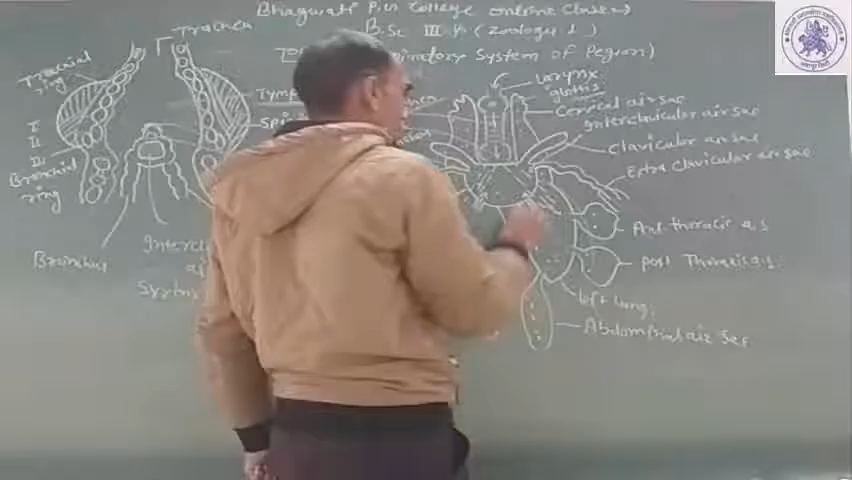 Bhagwati P.G College online Classes
B.Sc III yr (Zoology I)
Respiratory System of Pegion)
Trachea
Tracheal
ring
I
II
III
Bronchial
ring
Bronchus
Larynx
glottis
Cervical air sac
Interclavicular air sac
Clavicular air sac
Extra Clavicular air sac
Ant. thoracic a.s
Post Thoracic a.s
left lung
Abdominal air sac